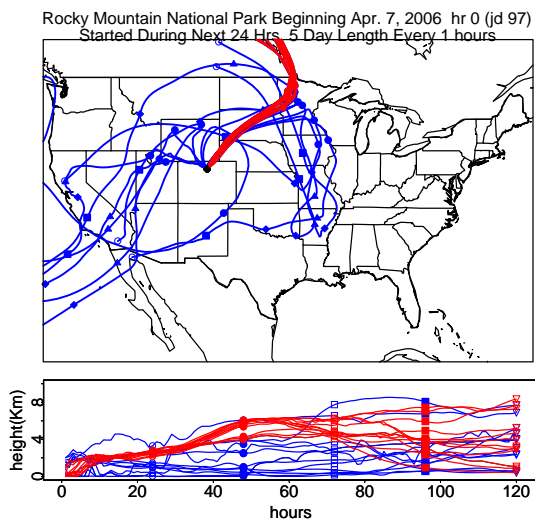 Rocky Mountain National Park Beginning Apr. 7, 2006 hr 0 (jd 97)
Started During Next 24 Hrs, 5 Day Length Every 1 hours
height(Km)
8
4
0
0 20 40 60 80 100 120
hours